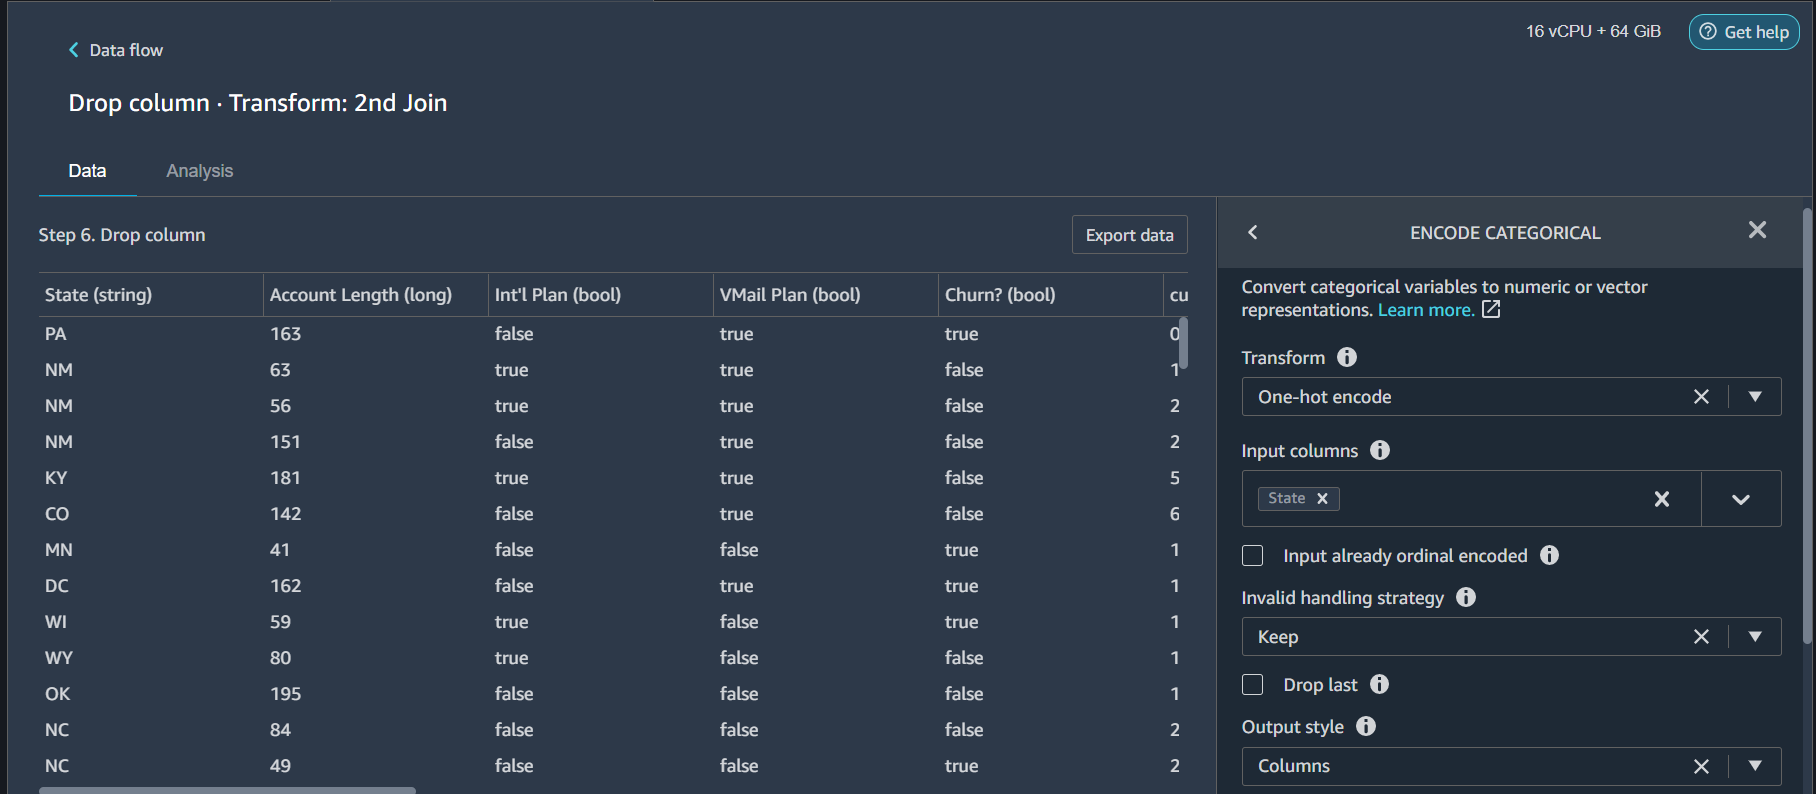 16 vCPU + 64 GiB
Get help
Data flow
Drop column · Transform: 2nd Join
Data Analysis
Step 6. Drop column
Export data
State (string) Account Length (long) Int'l Plan (bool) VMail Plan (bool) Churn? (bool) cu
PA 163 false true true 0
NM 63 true true false 1
NM 56 true true false 2
NM 151 false true false 2
KY 181 true true false 5
CO 142 false true false 6
MN 41 false false true 1
DC 162 false true true 1
WI 59 true false true 1
WY 80 true false false 1
OK 195 false false false 1
NC 84 false false false 2
NC 49 false false true 2
ENCODE CATEGORICAL
Convert categorical variables to numeric or vector
representations. Learn more.
Transform
One-hot encode
Input columns
State
Input already ordinal encoded
Invalid handling strategy
Keep
Drop last
Output style
Columns